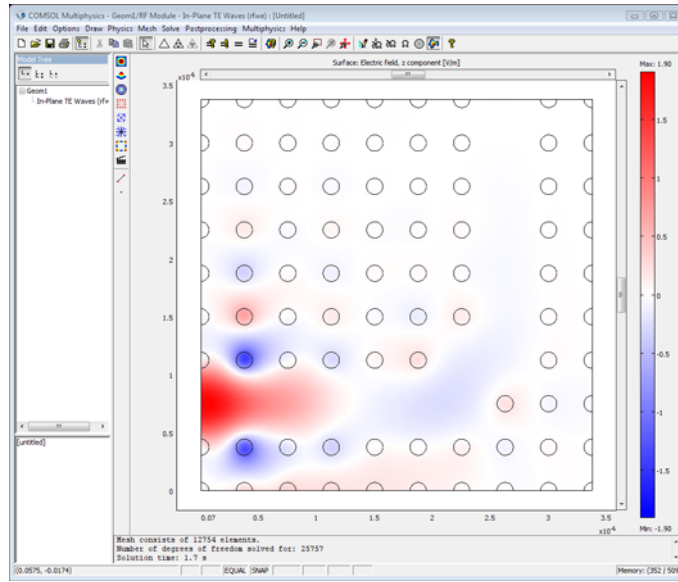 COMSOL Multiphysics - Geom1/RF Module - In-Plane TE Waves (rfwe) : [Untitled]
File Edit Options Draw Physics Mesh Solve Postprocessing Multiphysics Help
Model Tree
Geom1
In-Plane TE Waves (rfw
[untitled]
Surface: Electric field, z component [V/m]
Max: 1.90
×10⁻⁶
3.5
3
2.5
2
1.5
1
0.5
0
0.07 0.5 1 1.5 2 2.5 3 3.5
×10⁻⁶
1.5
1
0.5
0
-0.5
-1
-1.5
Min: -1.90
Mesh consists of 12754 elements.
Number of degrees of freedom solved for: 25757
Solution time: 1.7 s
(0.0575, -0.0174) EQUAL SNAP Memory: (352 / 509